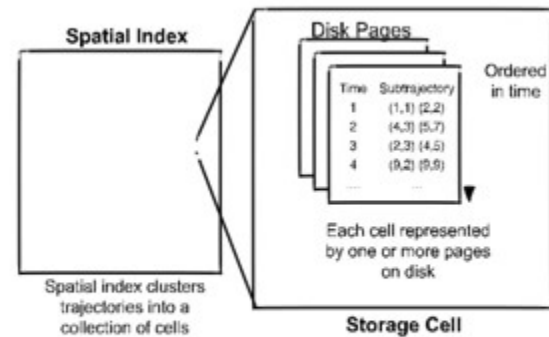 Spatial Index
Spatial index clusters
trajectories into a
collection of cells
Disk Pages
Ordered
in time
Time Subtrajectory
1 (1,1) (2,2)
2 (4,3) (5,7)
3 (2,3) (4,5)
4 (9,2) (9,9)
..... ...
Each cell represented
by one or more pages
on disk
Storage Cell